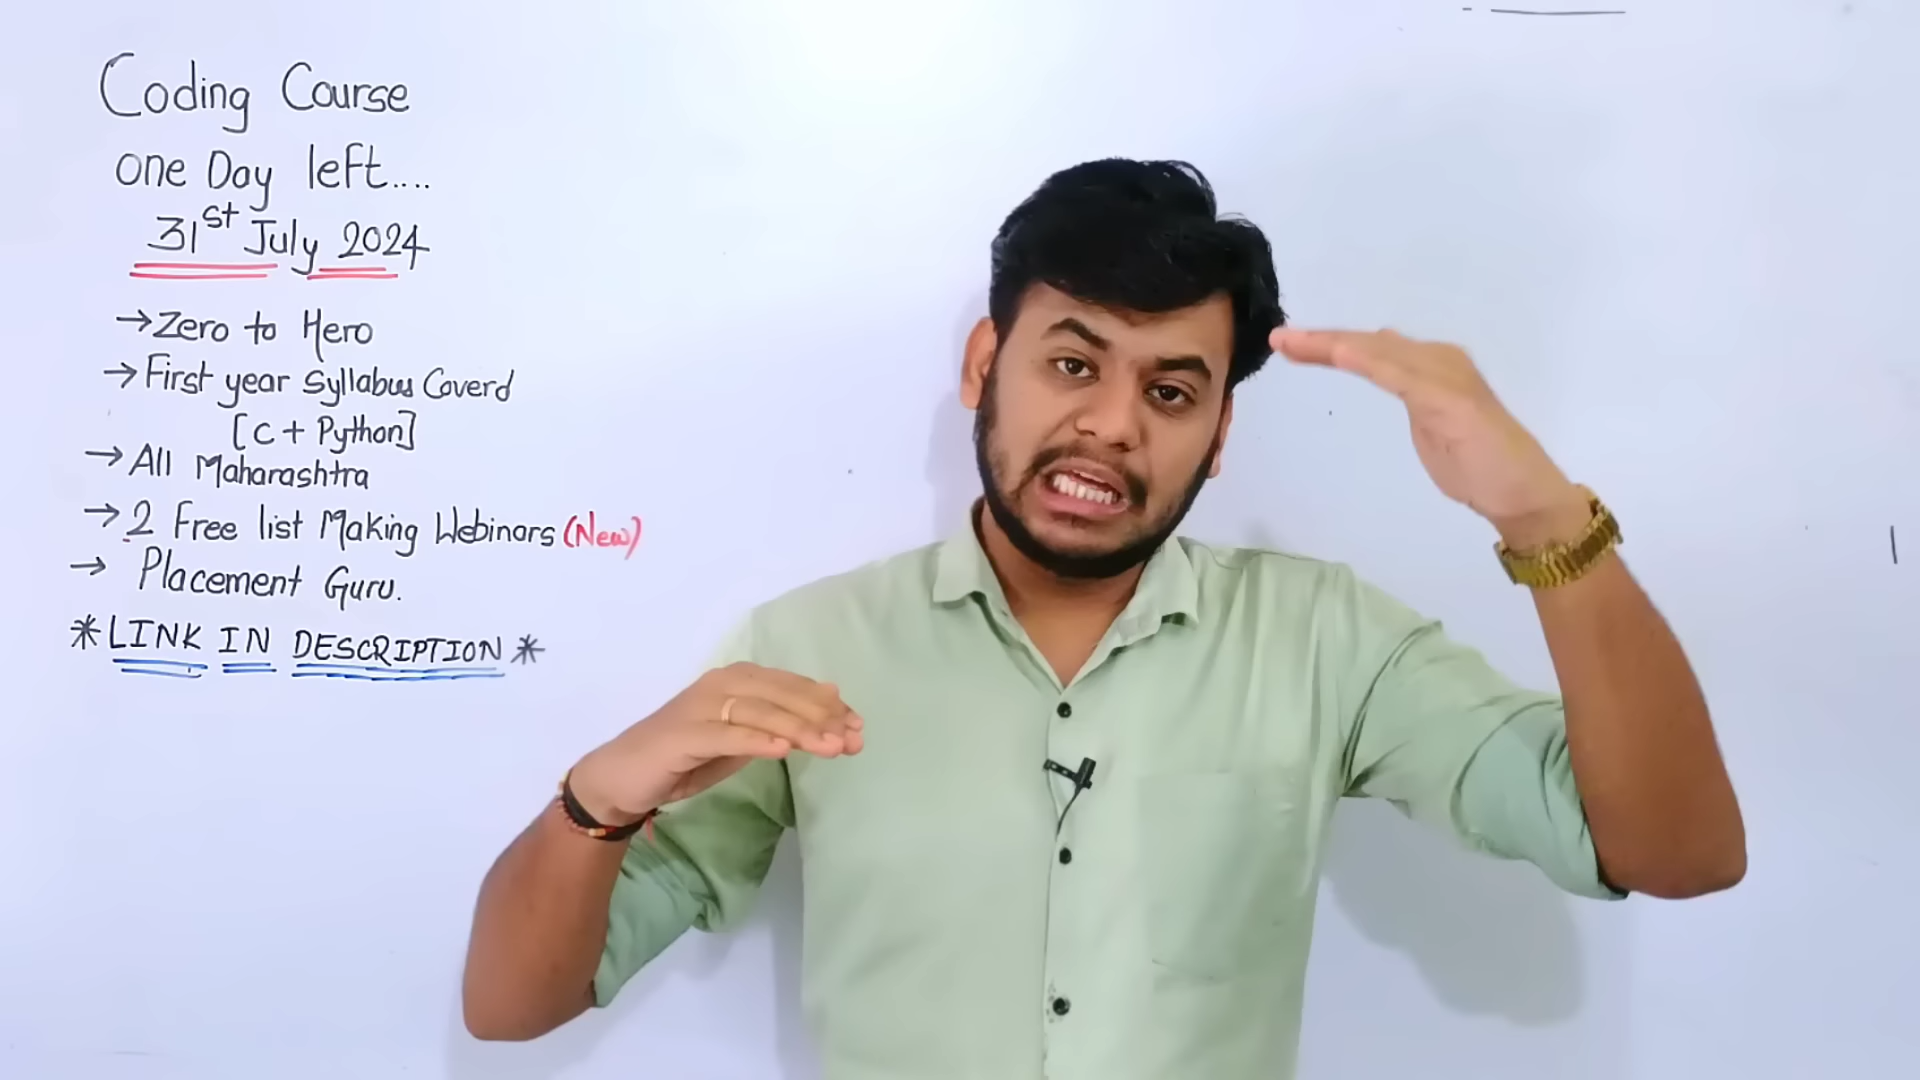 Coding Course
one Day left....
31st July 2024
→Zero to Hero
→First year Syllabus Coverd
[C + Python]
→All Maharashtra
→2 Free list Making Webinars (New)
→ Placement Guru.
*LINK IN DESCRIPTION*